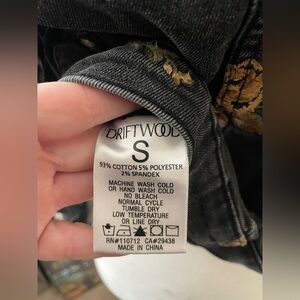 DRIFTWOOD
S
93% COTTON 5% POLYESTER
2% SPANDEX
MACHINE WASH COLD
OR HAND WASH COLD
NO BLEACH
NORMAL CYCLE
TUMBLE DRY
LOW TEMPERATURE
OR LINE DRY
RN#110712 CA#29438
MADE IN CHINA